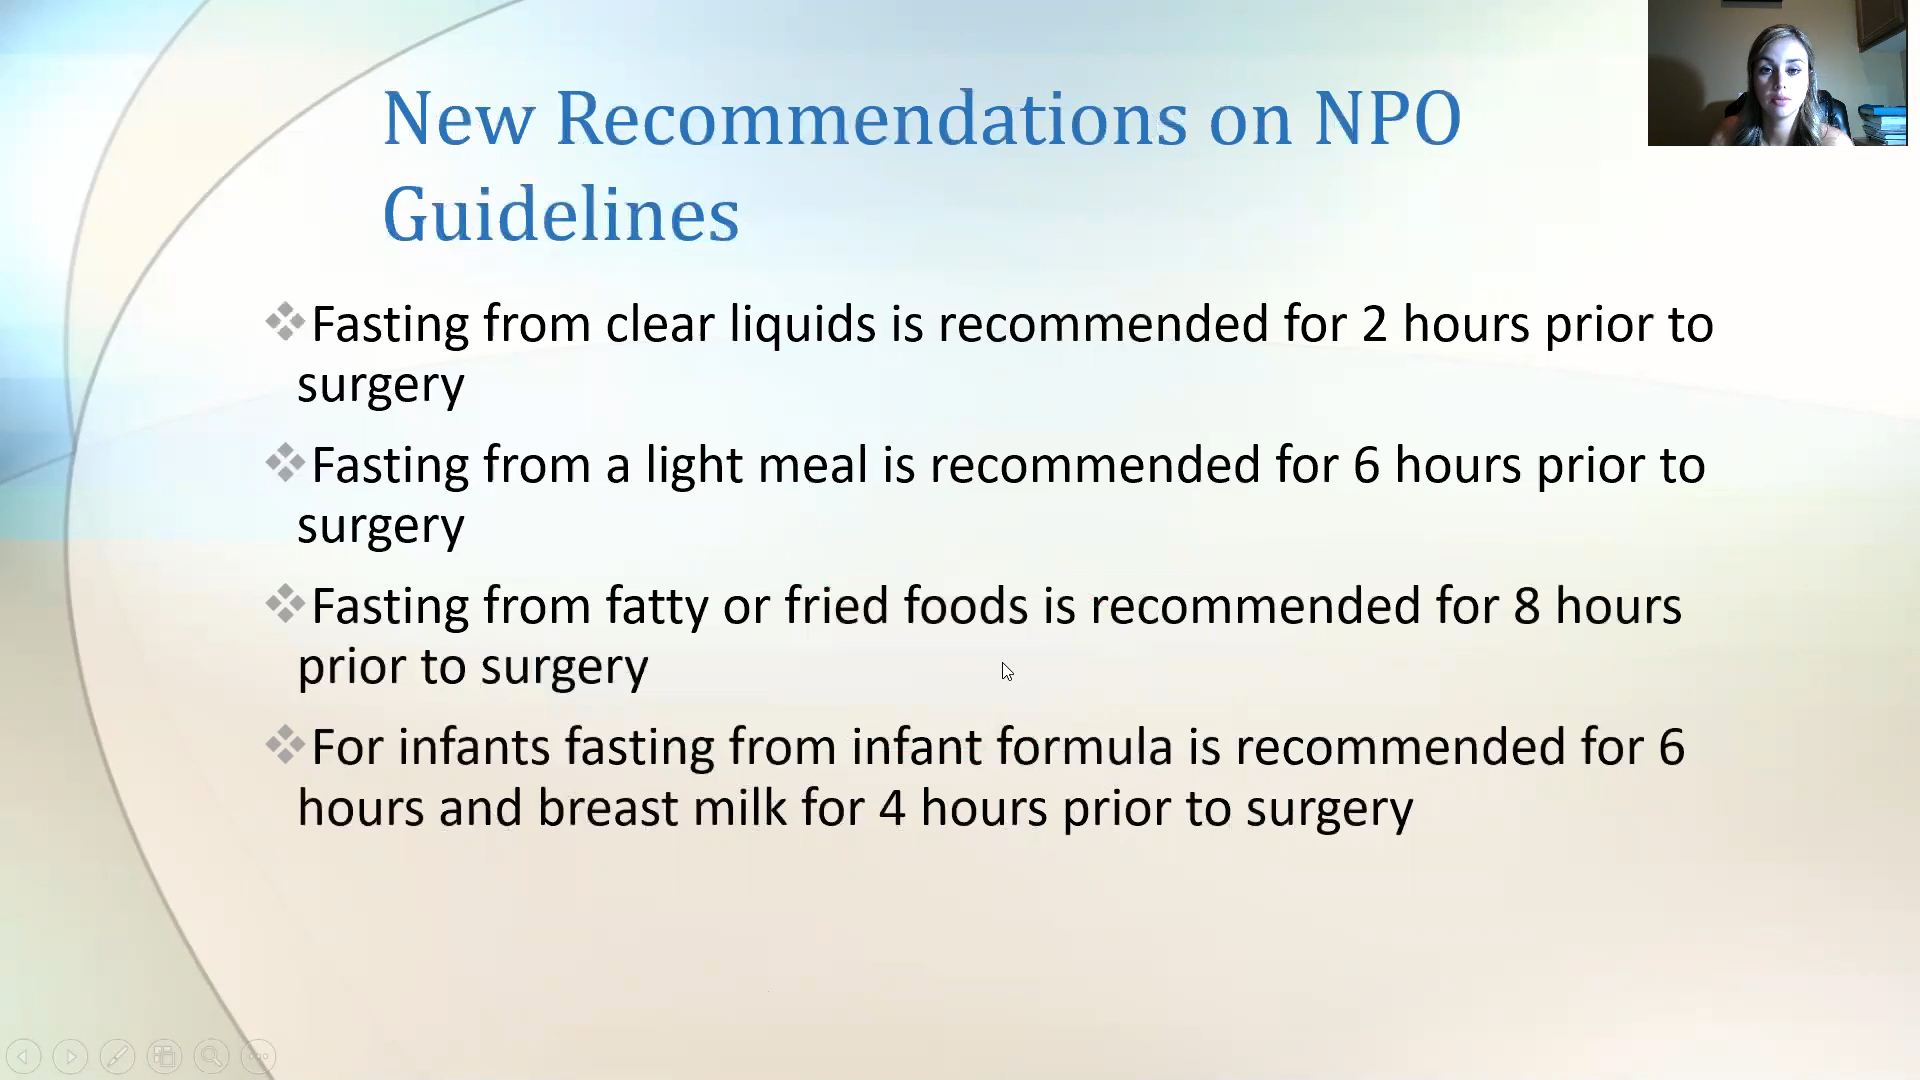 New Recommendations on NPO
Guidelines
Fasting from clear liquids is recommended for 2 hours prior to
surgery
Fasting from a light meal is recommended for 6 hours prior to
surgery
Fasting from fatty or fried foods is recommended for 8 hours
prior to surgery
For infants fasting from infant formula is recommended for 6
hours and breast milk for 4 hours prior to surgery